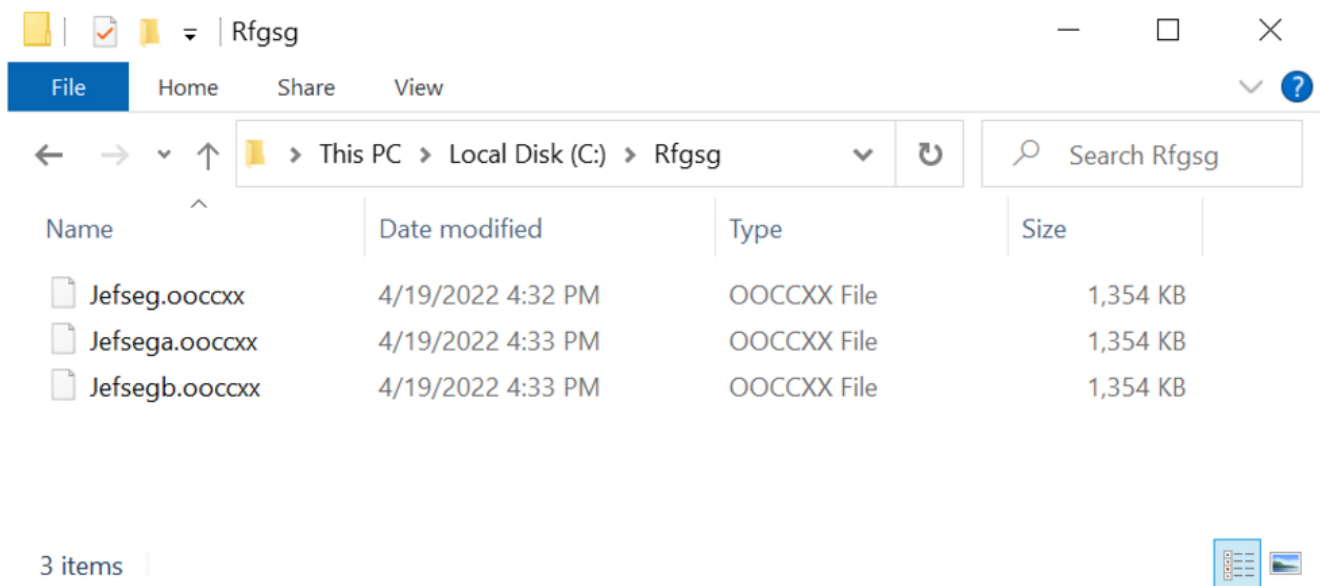 Rfgsg
File Home Share View ?
This PC > Local Disk (C:) > Rfgsg Search Rfgsg
Name Date modified Type Size
Jefseg.ooccxx 4/19/2022 4:32 PM OOCCXX File 1,354 KB
Jefsega.ooccxx 4/19/2022 4:33 PM OOCCXX File 1,354 KB
Jefsegb.ooccxx 4/19/2022 4:33 PM OOCCXX File 1,354 KB
3 items